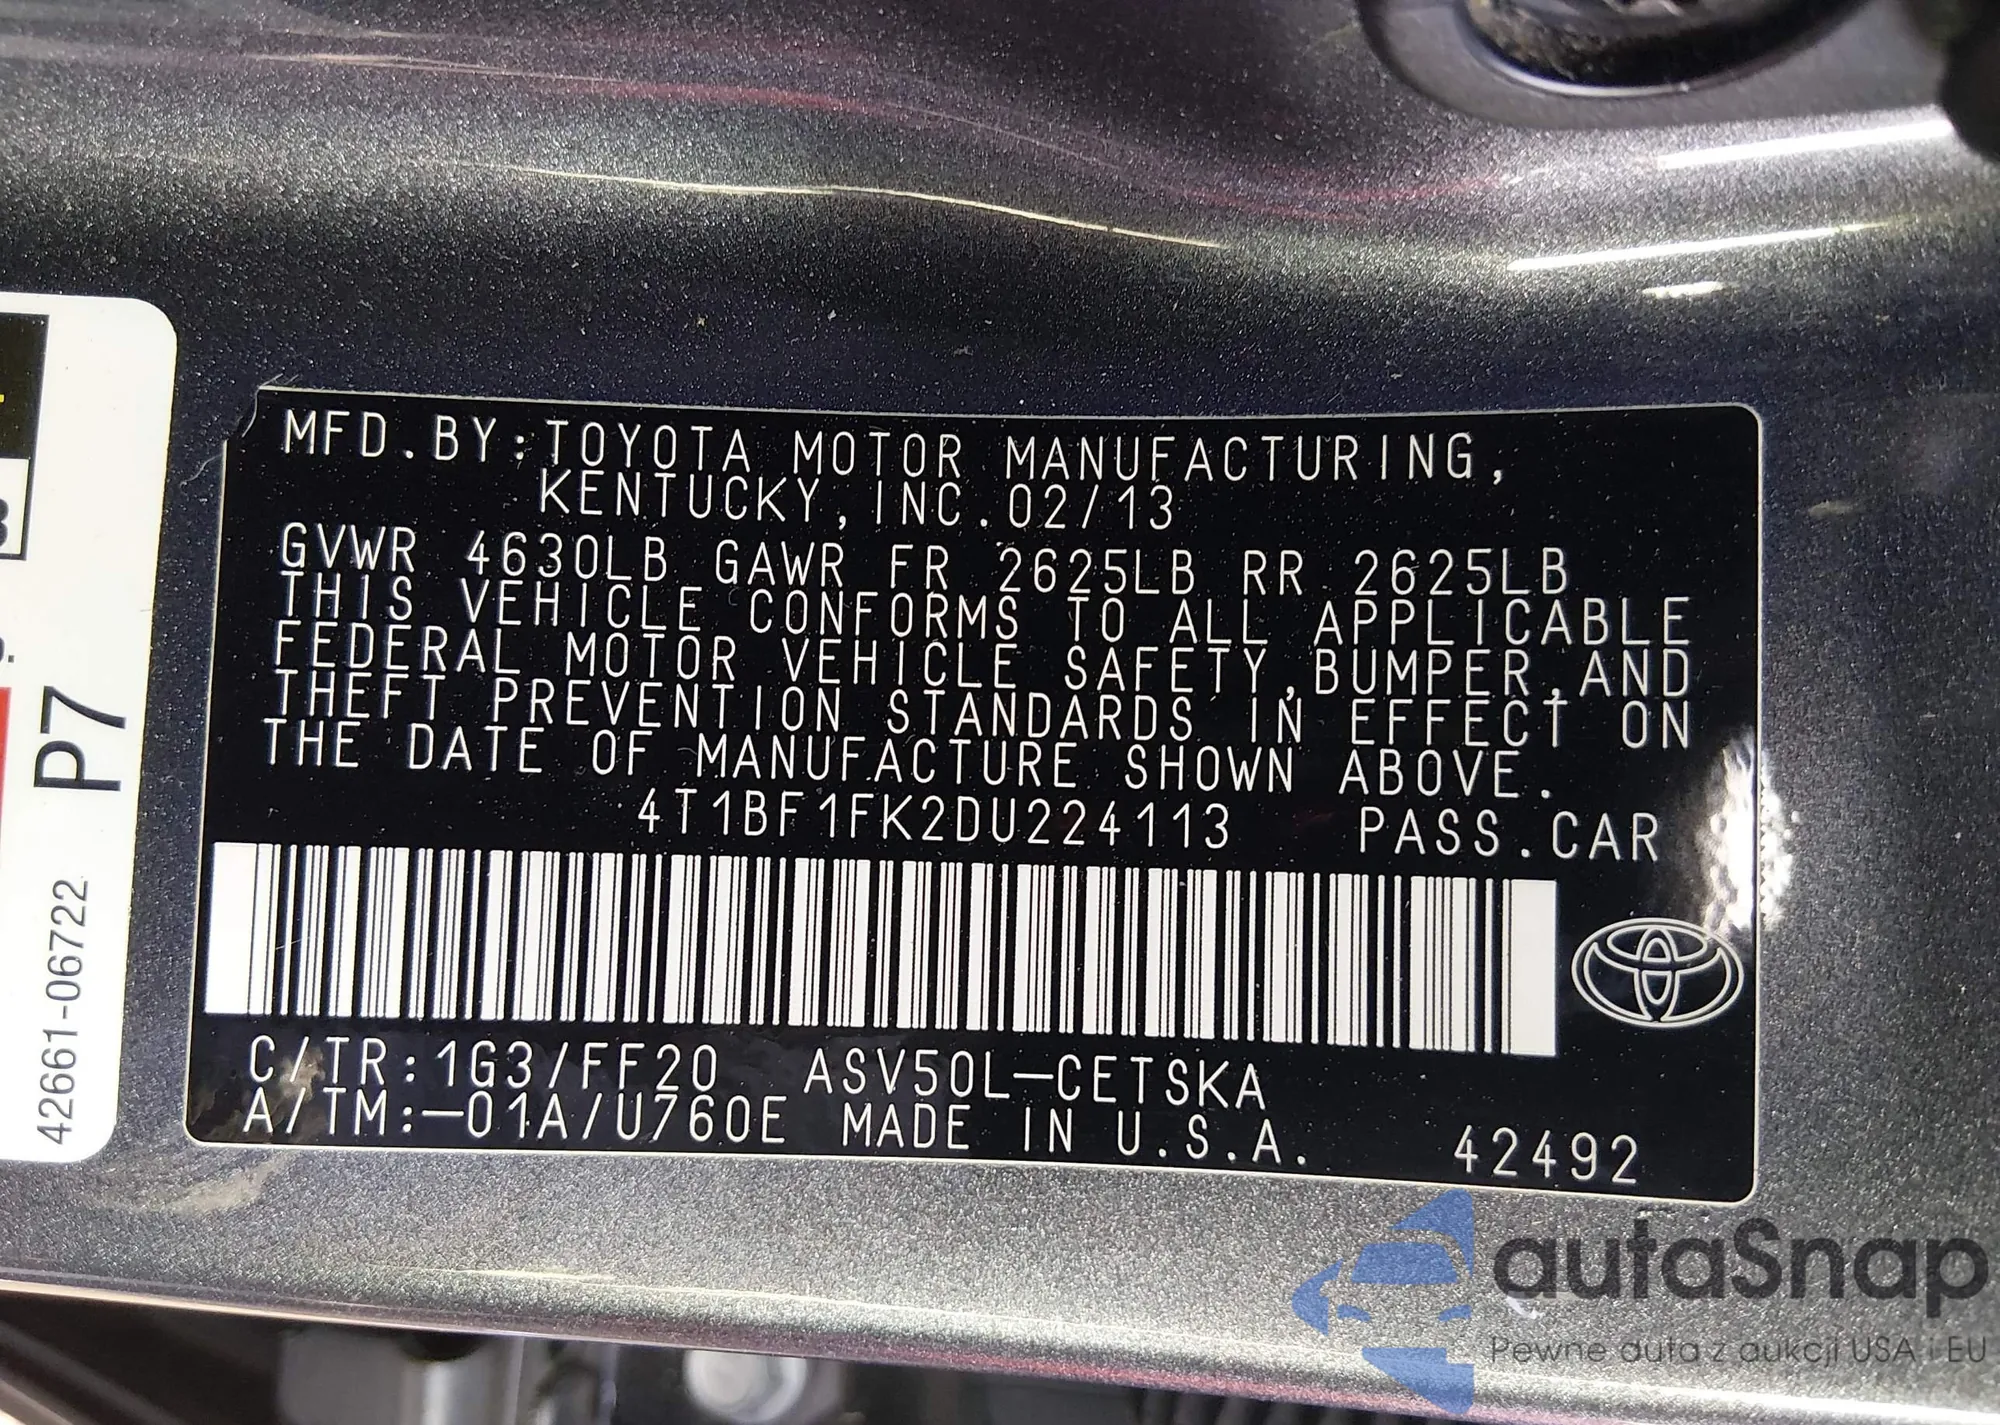 MFD.BY:TOYOTA MOTOR MANUFACTURING,
KENTUCKY, INC.02/13
GVWR 4630LB GAWR FR 2625LB RR 2625LB
THIS VEHICLE CONFORMS TO ALL APPLICABLE
FEDERAL MOTOR VEHICLE SAFETY,BUMPER,AND
THEFT PREVENTION STANDARDS IN EFFECT ON
THE DATE OF MANUFACTURE SHOWN ABOVE.
4T1BF1FK2DU224113 PASS.CAR
C/TR:1G3/FF20 ASV50L-CETSKA
A/TM:-01A/U760E MADE IN U.S.A. 42492
P7
42661-06722
autaSnap
Pewne auta z aukcji USA i EU